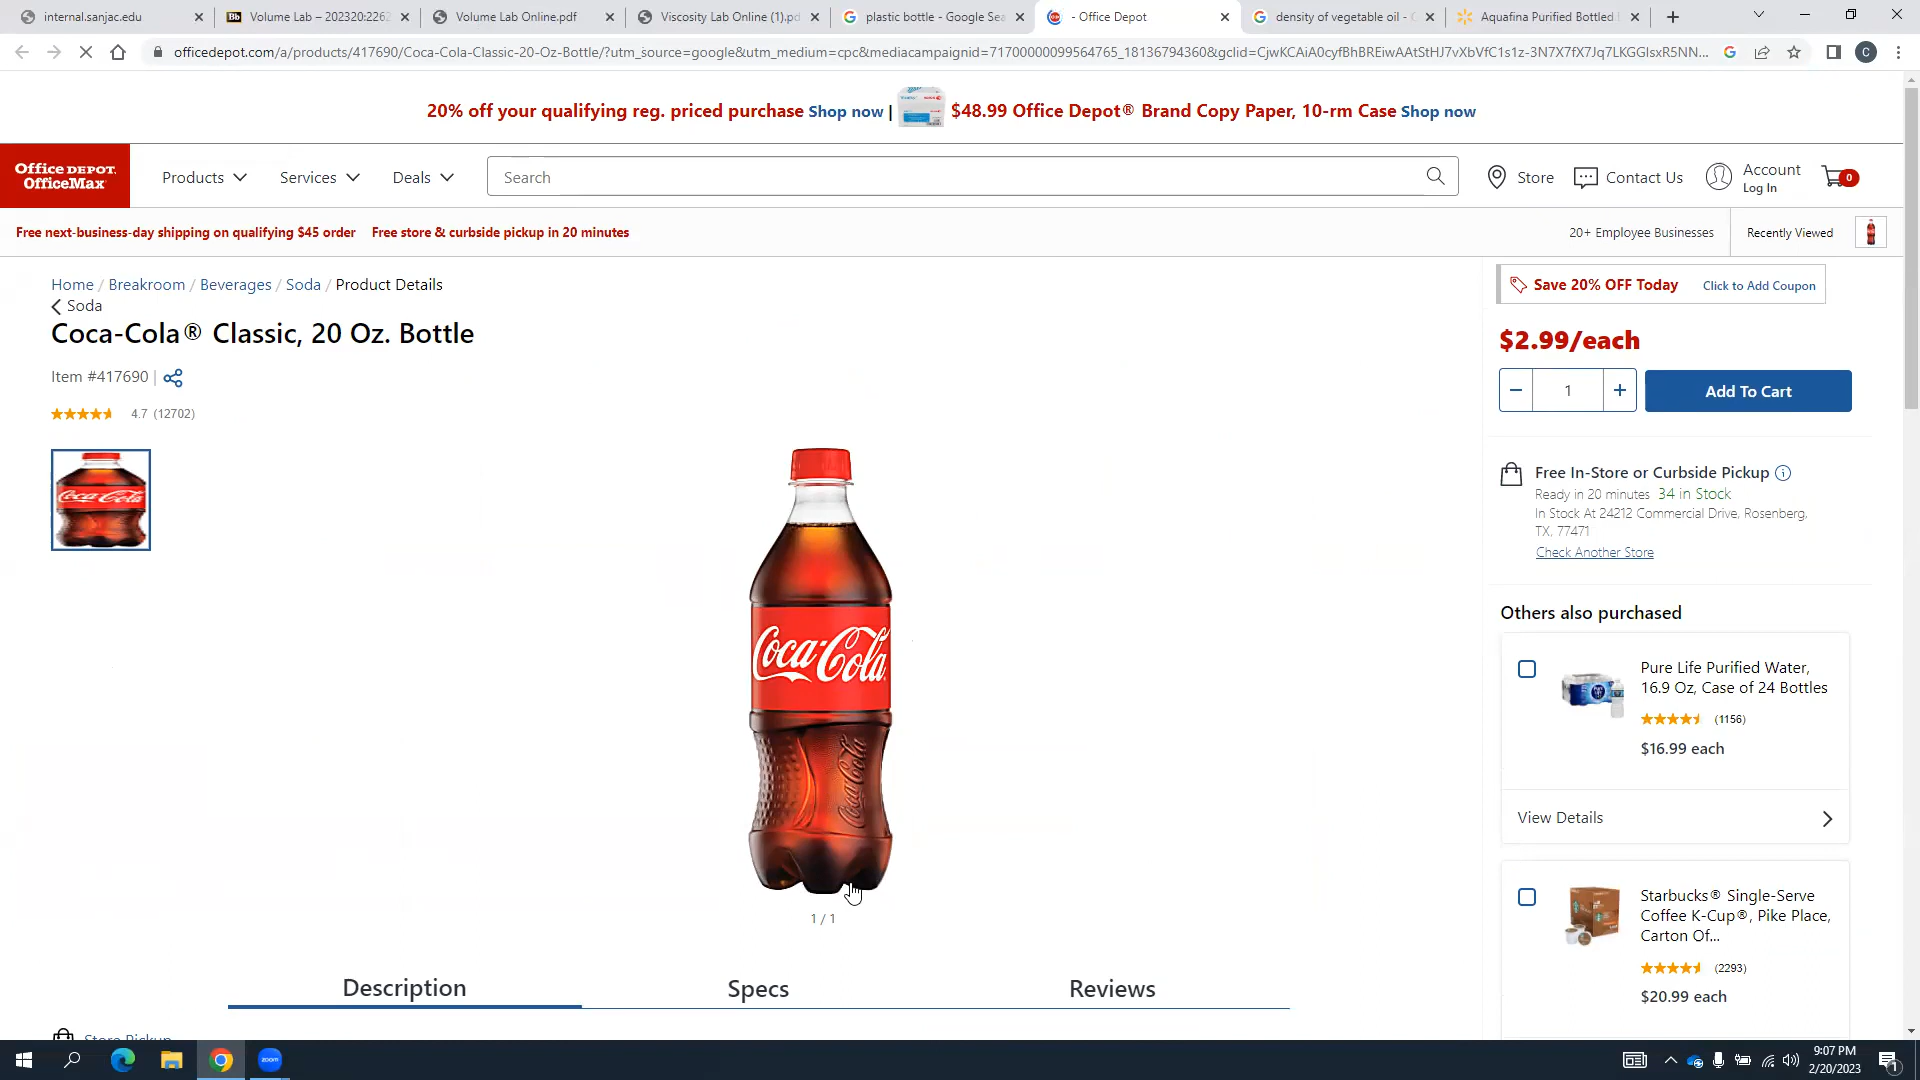 internal.sanjac.edu
Volume Lab – 202320:226
Volume Lab Online.pdf
Viscosity Lab Online (1).pd
plastic bottle - Google Sea
- Office Depot
density of vegetable oil - G
Aquafina Purified Bottled
officedepot.com/a/products/417690/Coca-Cola-Classic-20-Oz-Bottle/?utm_source=google&utm_medium=cpc&mediacampaignid=71700000099564765_18136794360&gclid=CjwKCAiA0cyfBhBREiwAAtStHJ7vXbVfC1s1z-3N7X7fX7Jq7LKGGlsxR5NN...
C
20% off your qualifying reg. priced purchase Shop now | $48.99 Office Depot® Brand Copy Paper, 10-rm Case Shop now
Office DEPOT
OfficeMax
Products
Services
Deals
Search
Store
Contact Us
Account
Log In
0
Free next-business-day shipping on qualifying $45 order
Free store & curbside pickup in 20 minutes
20+ Employee Businesses
Recently Viewed
Home / Breakroom / Beverages / Soda / Product Details
Soda
Coca-Cola® Classic, 20 Oz. Bottle
Item #417690 |
4.7 (12702)
Coca-Cola
Coca-Cola
Coca-Cola
1 / 1
Description
Specs
Reviews
Store Pickup
Save 20% OFF Today
Click to Add Coupon
$2.99/each
1
Add To Cart
Free In-Store or Curbside Pickup
Ready in 20 minutes 34 in Stock
In Stock At 24212 Commercial Drive, Rosenberg,
TX, 77471
Check Another Store
Others also purchased
Pure Life Purified Water,
16.9 Oz, Case of 24 Bottles
(1156)
$16.99 each
View Details
Starbucks® Single-Serve
Coffee K-Cup®, Pike Place,
Carton Of...
(2293)
$20.99 each
zoom
9:07 PM
2/20/2023
1